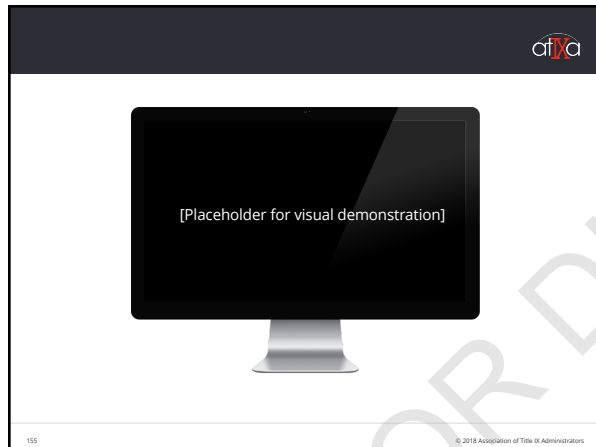 atIXa
[Placeholder for visual demonstration]
155
© 2018 Association of Title IX Administrators